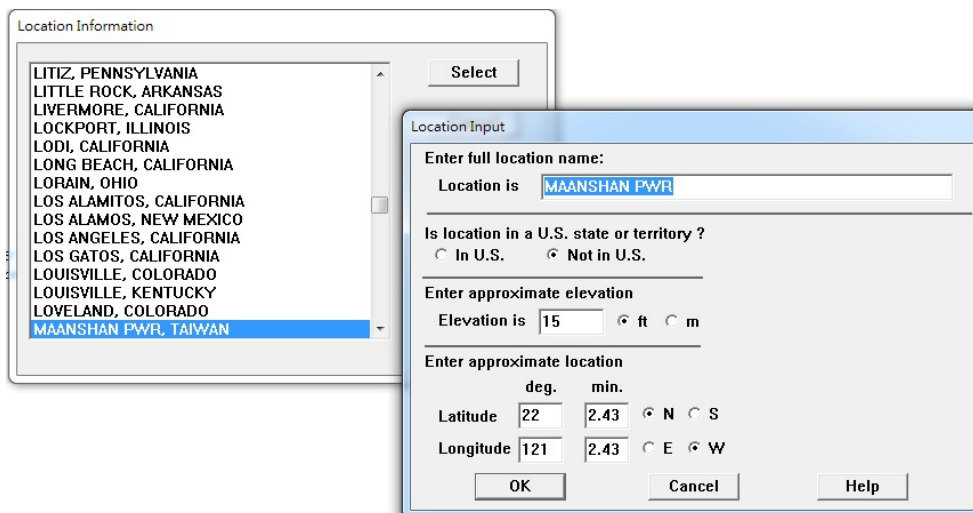 Location Information
LITIZ, PENNSYLVANIA
LITTLE ROCK, ARKANSAS
LIVERMORE, CALIFORNIA
LOCKPORT, ILLINOIS
LODI, CALIFORNIA
LONG BEACH, CALIFORNIA
LORAIN, OHIO
LOS ALAMITOS, CALIFORNIA
LOS ALAMOS, NEW MEXICO
LOS ANGELES, CALIFORNIA
LOS GATOS, CALIFORNIA
LOUISVILLE, COLORADO
LOUISVILLE, KENTUCKY
LOVELAND, COLORADO
MAANSHAN PWR, TAIWAN
Select
Location Input
Enter full location name:
Location is MAANSHAN PWR
Is location in a U.S. state or territory ?
In U.S. Not in U.S.
Enter approximate elevation
Elevation is 15 ft m
Enter approximate location
deg. min.
Latitude 22 2.43 N S
Longitude 121 2.43 E W
OK Cancel Help